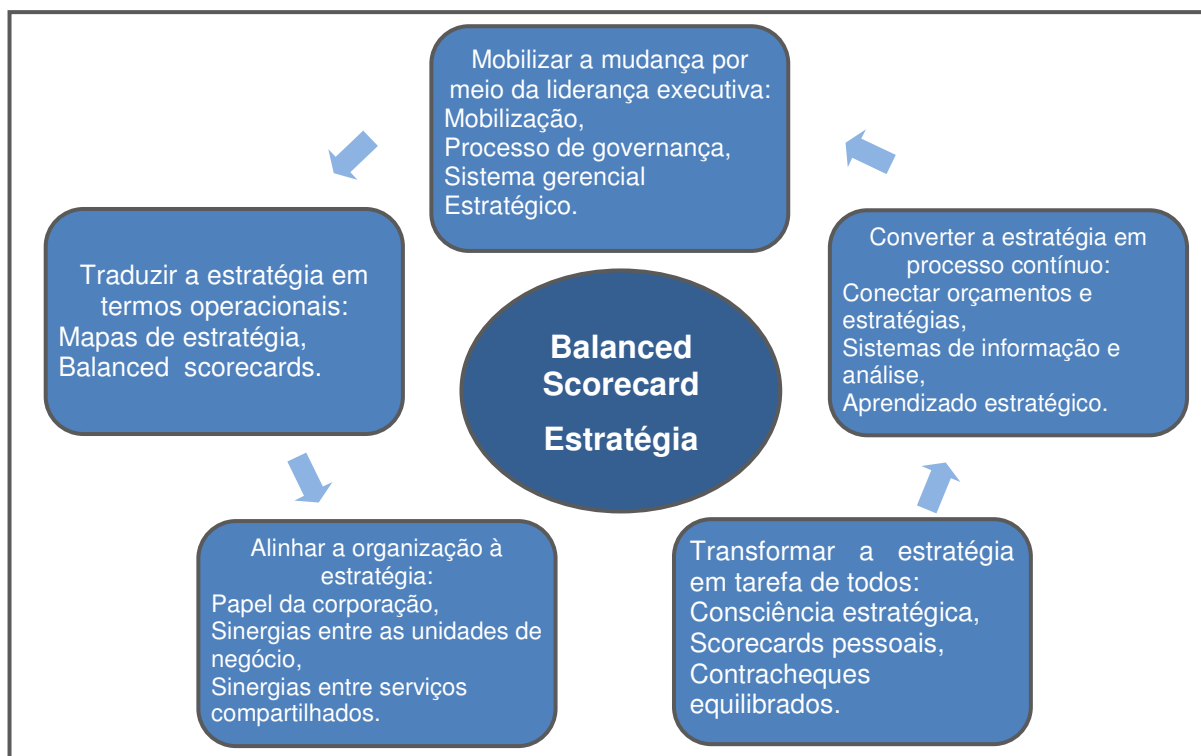 Mobilizar a mudança por
meio da liderança executiva:
Mobilização,
Processo de governança,
Sistema gerencial
Estratégico.
Traduzir a estratégia em
termos operacionais:
Mapas de estratégia,
Balanced scorecards.
Converter a estratégia em
processo contínuo:
Conectar orçamentos e
estratégias,
Sistemas de informação e
análise,
Aprendizado estratégico.
Balanced
Scorecard
Estratégia
Alinhar a organização à
estratégia:
Papel da corporação,
Sinergias entre as unidades de
negócio,
Sinergias entre serviços
compartilhados.
Transformar a estratégia
em tarefa de todos:
Consciência estratégica,
Scorecards pessoais,
Contracheques
equilibrados.